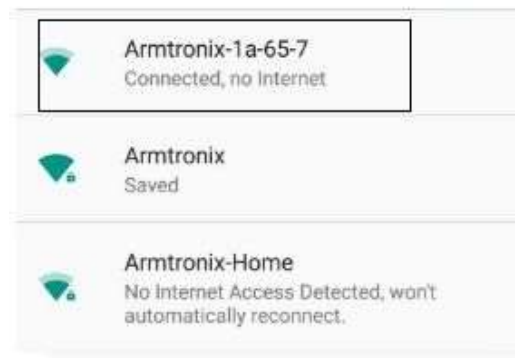 Armtronix-1a-65-7
Connected, no Internet
Armtronix
Saved
Armtronix-Home
No Internet Access Detected, won't
automatically reconnect.